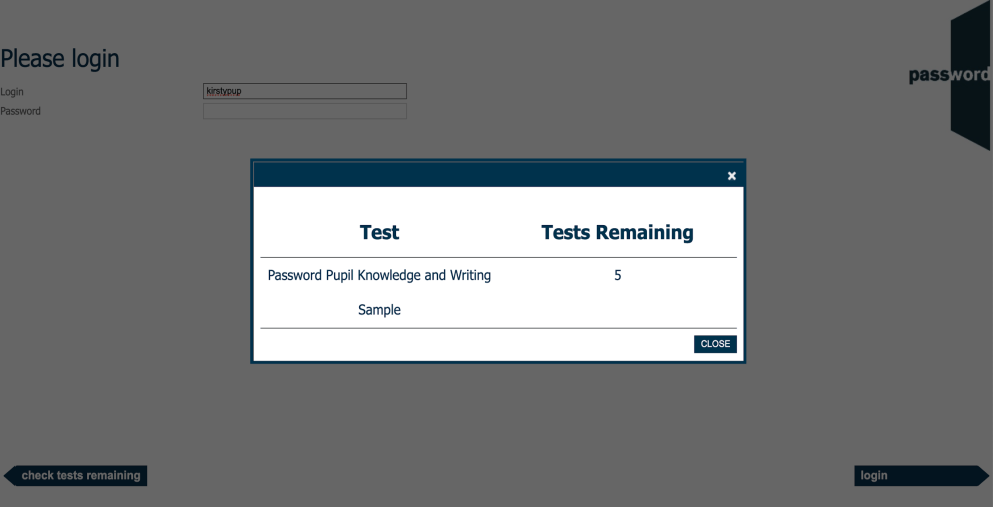 Please login
password
Login kirstypup
Password
×
Test Tests Remaining
Password Pupil Knowledge and Writing 5
Sample
CLOSE
check tests remaining login